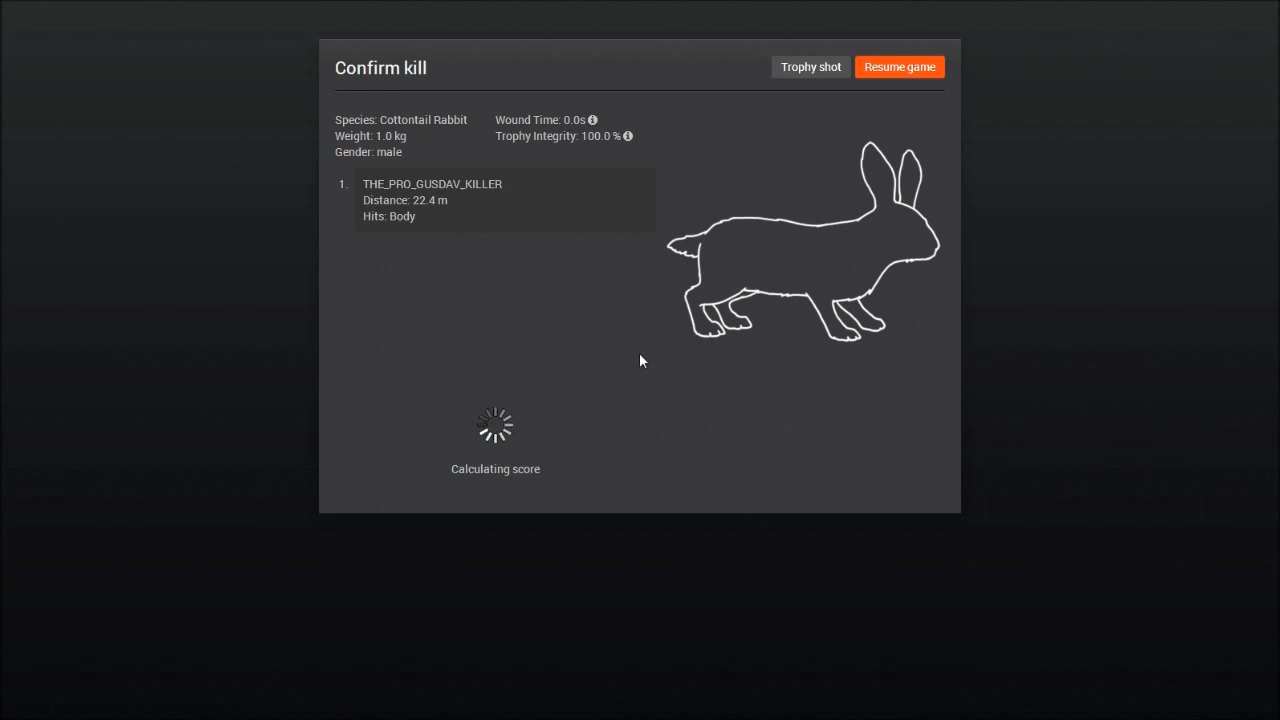 Confirm kill
Trophy shot
Resume game
Species: Cottontail Rabbit
Weight: 1.0 kg
Gender: male
Wound Time: 0.0s
Trophy Integrity: 100.0 %
1.
THE_PRO_GUSDAV_KILLER
Distance: 22.4 m
Hits: Body
Calculating score